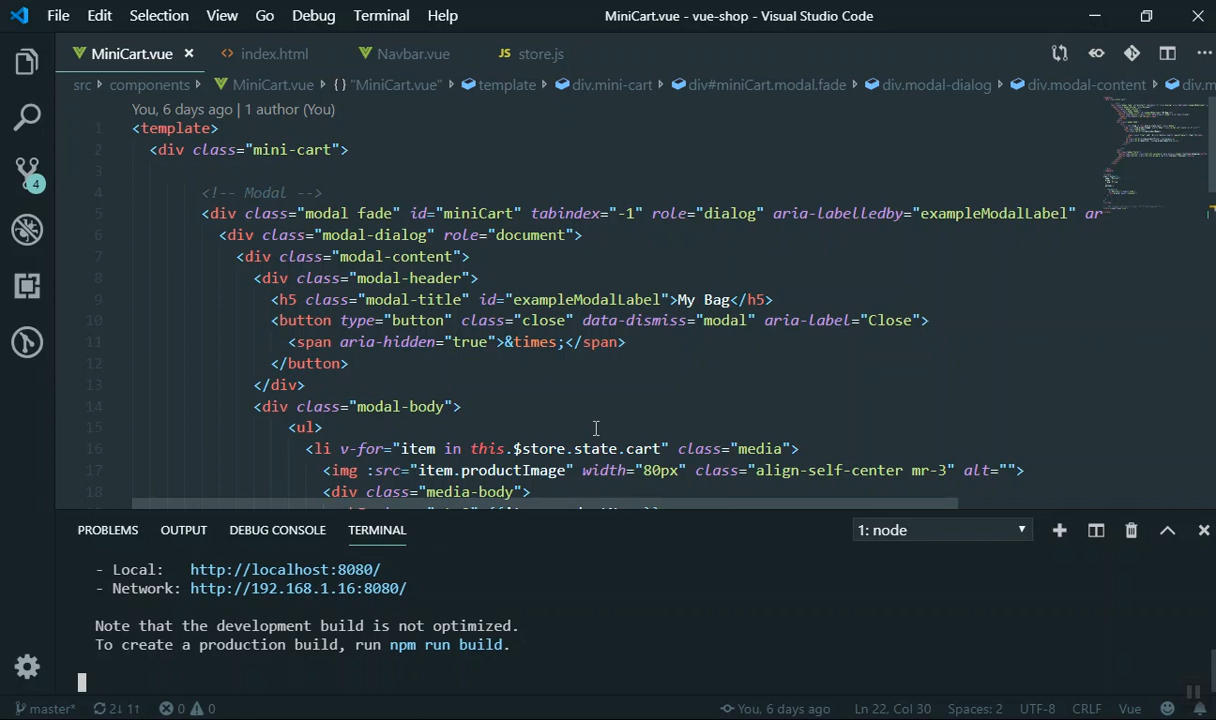 File Edit Selection View Go Debug Terminal Help MiniCart.vue - vue-shop - Visual Studio Code
MiniCart.vue index.html Navbar.vue JS store.js
src > components > MiniCart.vue > {} "MiniCart.vue" > template > div.mini-cart > div#miniCart.modal.fade > div.modal-dialog > div.modal-content > div.m
You, 6 days ago | 1 author (You)
1 <template>
2 <div class="mini-cart">
3
4 <!-- Modal -->
5 <div class="modal fade" id="miniCart" tabindex="-1" role="dialog" aria-labelledby="exampleModalLabel" ar
6 <div class="modal-dialog" role="document">
7 <div class="modal-content">
8 <div class="modal-header">
9 <h5 class="modal-title" id="exampleModalLabel">My Bag</h5>
10 <button type="button" class="close" data-dismiss="modal" aria-label="Close">
11 <span aria-hidden="true">&times;</span>
12 </button>
13 </div>
14 <div class="modal-body">
15 <ul>
16 <li v-for="item in this.$store.state.cart" class="media">
17 <img :src="item.productImage" width="80px" class="align-self-center mr-3" alt="">
18 <div class="media-body">
4
PROBLEMS OUTPUT DEBUG CONSOLE TERMINAL 1: node
- Local: http://localhost:8080/
- Network: http://192.168.1.16:8080/
Note that the development build is not optimized.
To create a production build, run npm run build.
master* 2↓ 1↑ 0 0 You, 6 days ago Ln 22, Col 30 Spaces: 2 UTF-8 CRLF Vue